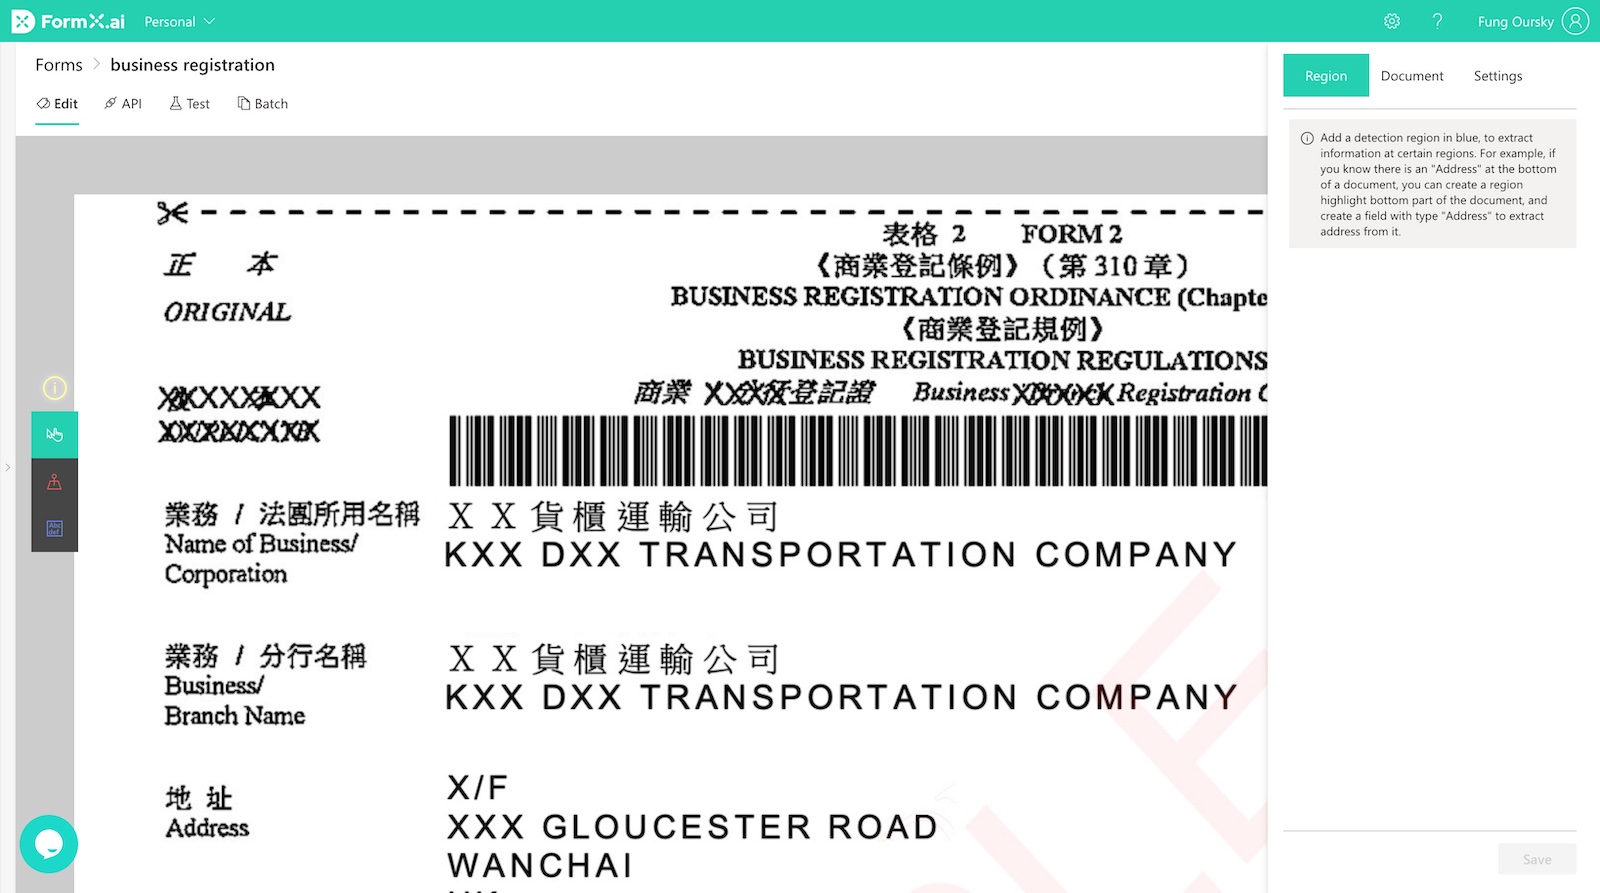 FormX.ai
Personal
Fung Oursky
Forms > business registration
Edit
API
Test
Batch
Region
Document
Settings
Add a detection region in blue, to extract
information at certain regions. For example, if
you know there is an "Address" at the bottom
of a document, you can create a region
highlight bottom part of the document, and
create a field with type "Address" to extract
address from it.
表格 2 FORM 2
正 本
《商業登記條例》(第 310 章)
ORIGINAL
BUSINESS REGISTRATION ORDINANCE (Chapte
《商業登記規例》
BUSINESS REGISTRATION REGULATIONS
商業 登記證 Business Registration C
業務 / 法團所用名稱
X X 貨櫃運輸公司
Name of Business/
Corporation
KXX DXX TRANSPORTATION COMPANY
業務 / 分行名稱
X X 貨櫃運輸公司
Business/
Branch Name
KXX DXX TRANSPORTATION COMPANY
地 址
Address
X/F
XXX GLOUCESTER ROAD
WANCHAI
Abc
def
Save